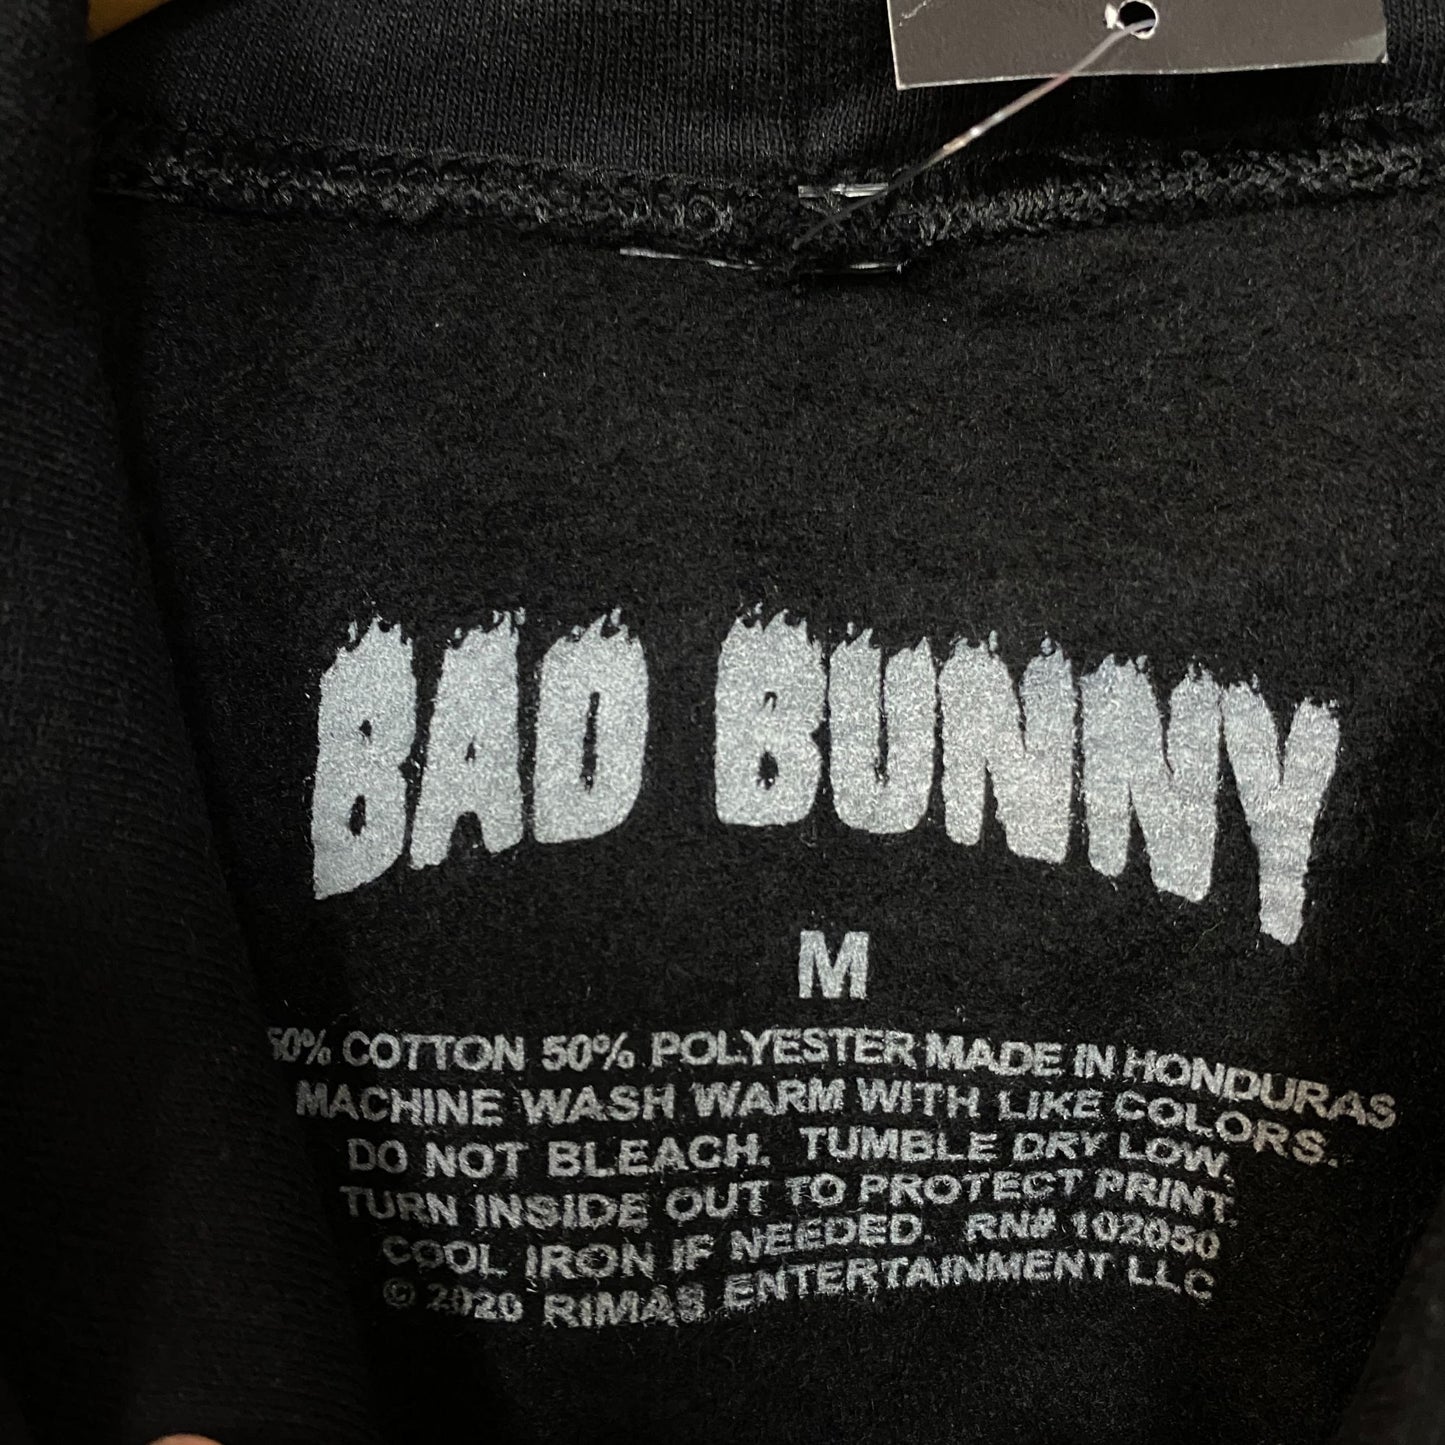 BAD BUNNY
M
50% COTTON 50% POLYESTER MADE IN HONDURAS
MACHINE WASH WARM WITH LIKE COLORS.
DO NOT BLEACH. TUMBLE DRY LOW.
TURN INSIDE OUT TO PROTECT PRINT.
COOL IRON IF NEEDED. RN# 102050
© 2020 RIMAS ENTERTAINMENT LLC